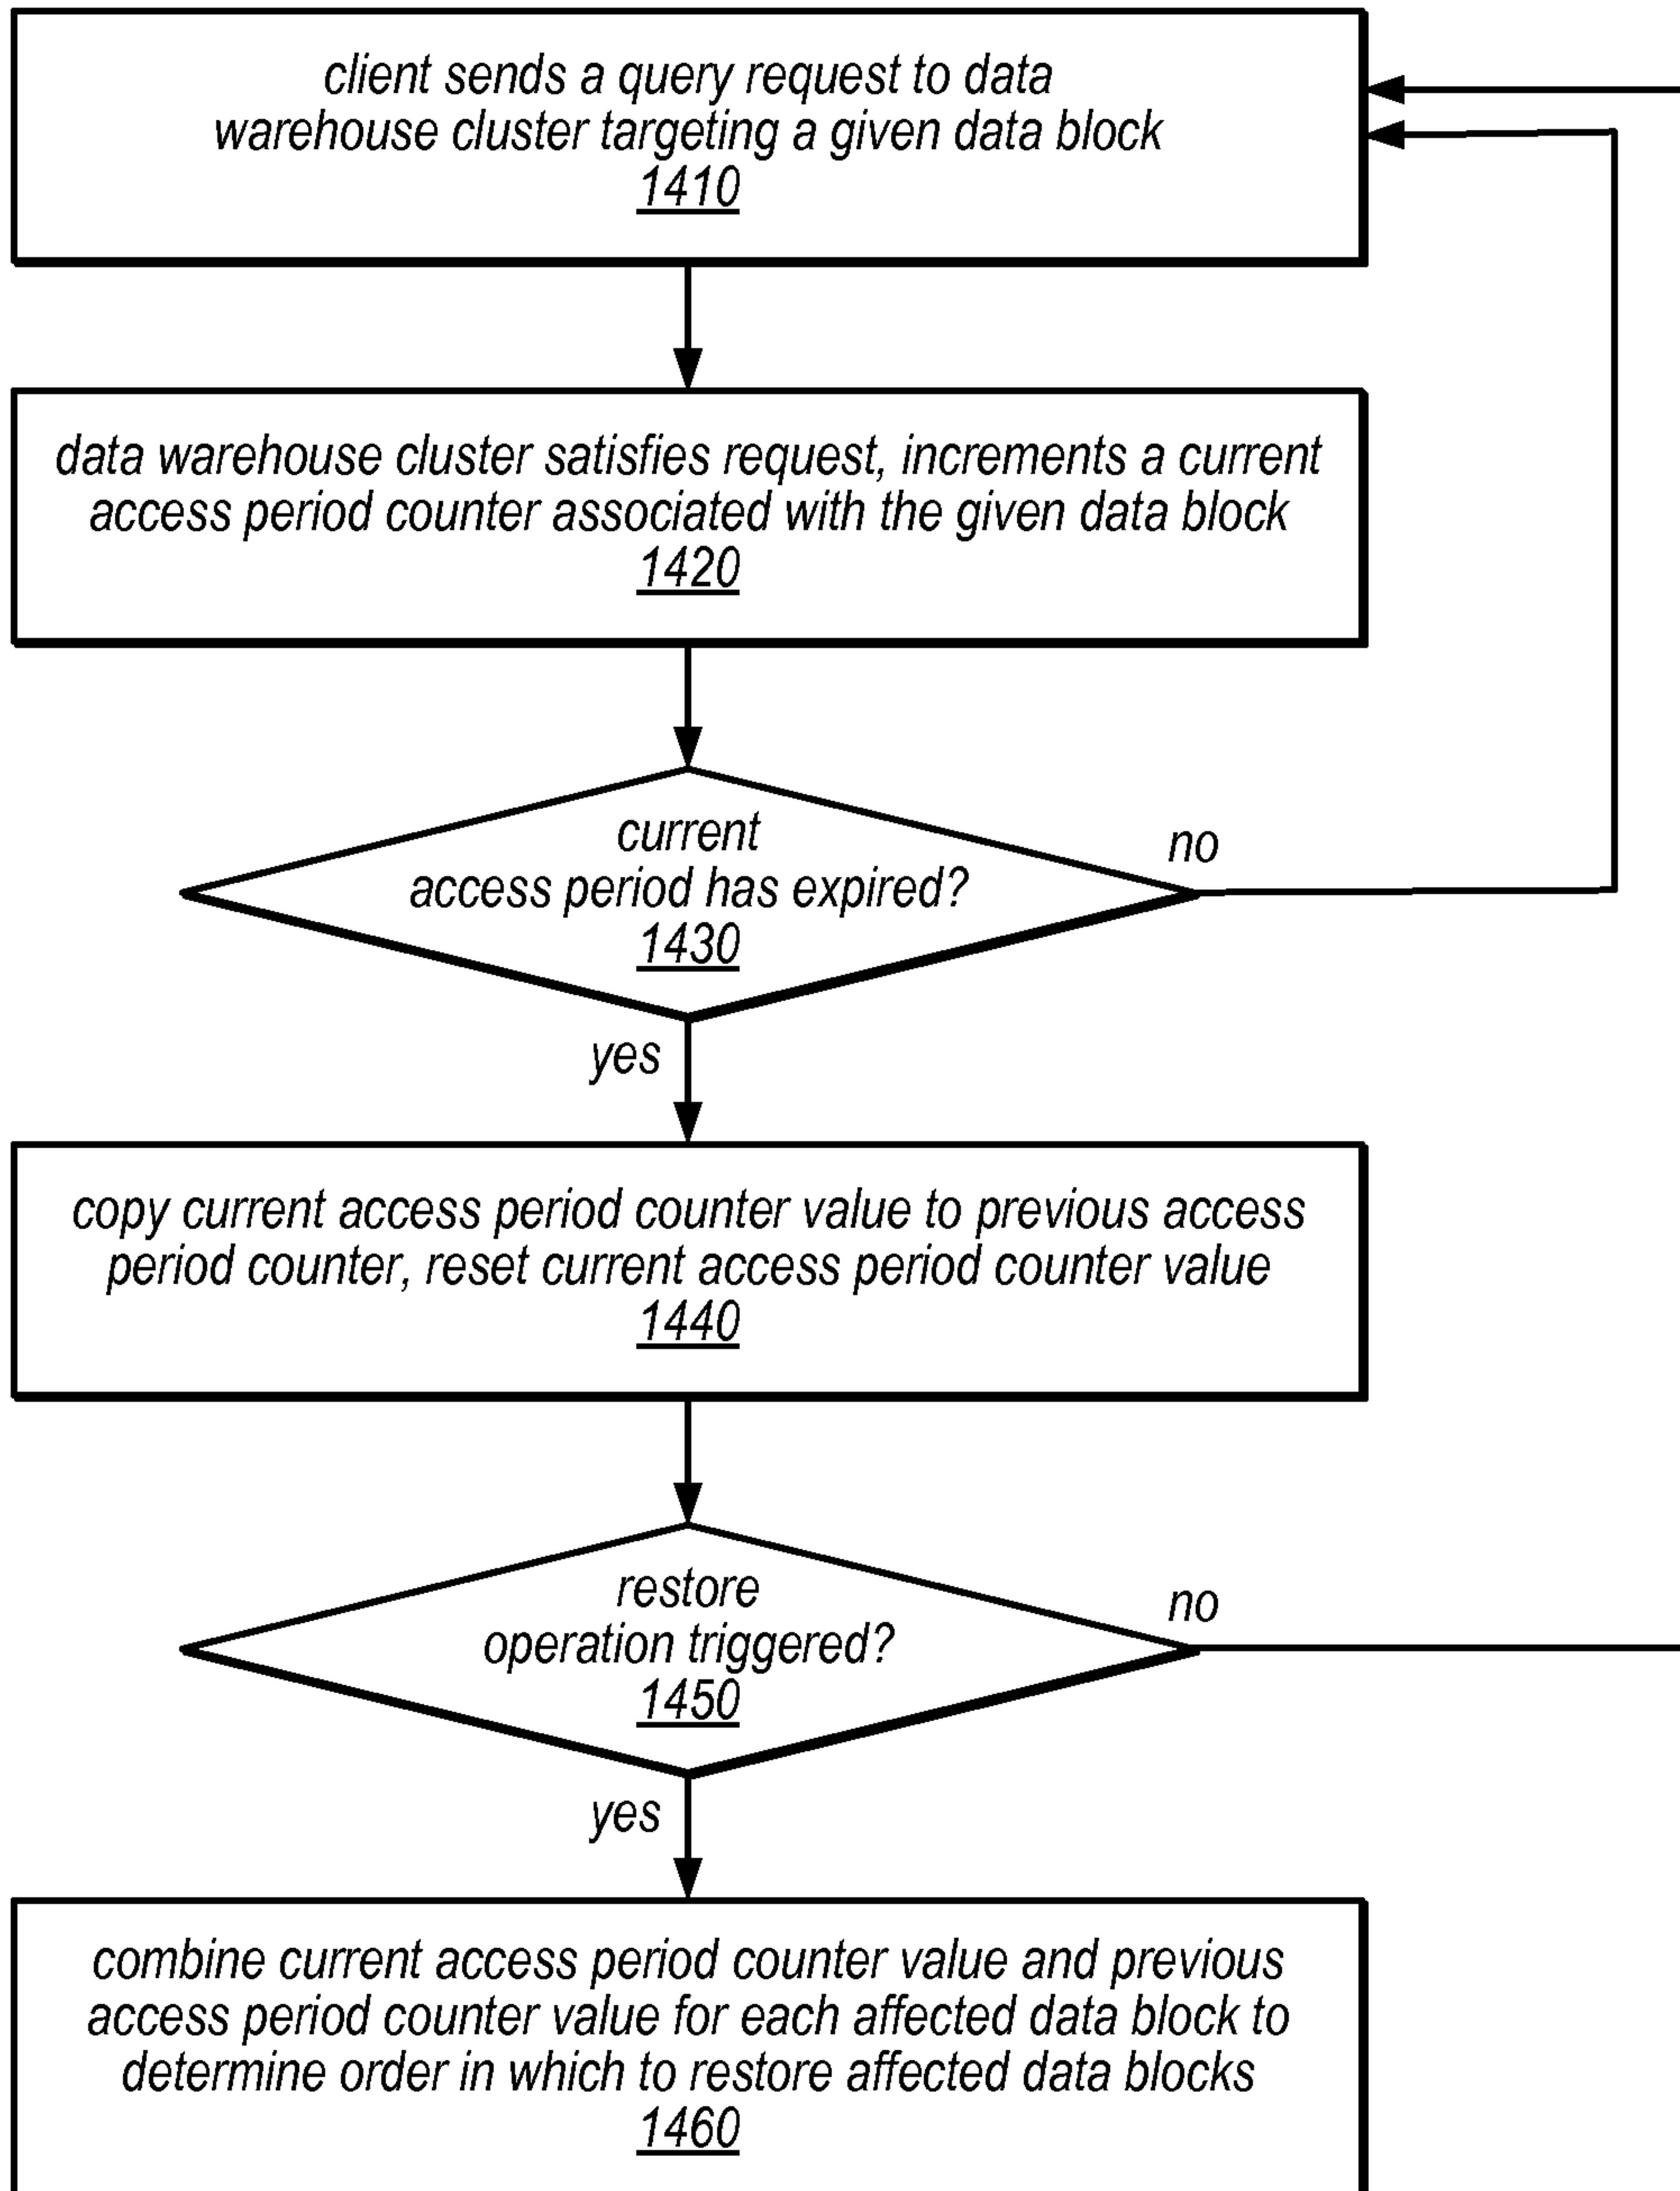 client sends a query request to data
warehouse cluster targeting a given data block
1410
data warehouse cluster satisfies request, increments a current
access period counter associated with the given data block
1420
current
access period has expired?
1430
no
yes
copy current access period counter value to previous access
period counter, reset current access period counter value
1440
restore
operation triggered?
1450
no
yes
combine current access period counter value and previous
access period counter value for each affected data block to
determine order in which to restore affected data blocks
1460